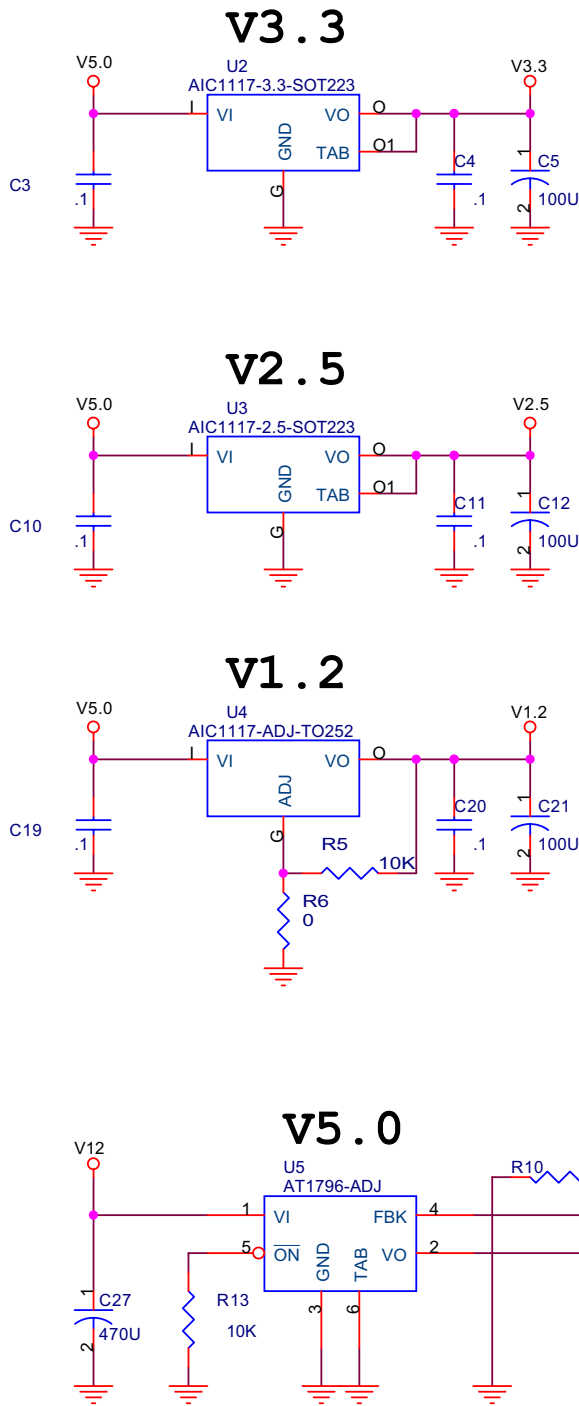 V3.3
V5.0
U2
AIC1117-3.3-SOT223
V3.3
I
VI
VO
O
GND
TAB
O1
C3
.1
G
C4
.1
1
C5
2
100U
V2.5
V5.0
U3
AIC1117-2.5-SOT223
V2.5
I
VI
VO
O
GND
TAB
O1
C10
.1
G
C11
.1
1
C12
2
100U
V1.2
V5.0
U4
AIC1117-ADJ-TO252
V1.2
I
VI
VO
O
ADJ
C19
.1
G
R5
10K
R6
0
C20
.1
1
C21
2
100U
V5.0
V12
U5
AT1796-ADJ
R10
1
VI
FBK
4
5
ON
VO
2
GND
TAB
3
6
1
C27
470U
2
R13
10K